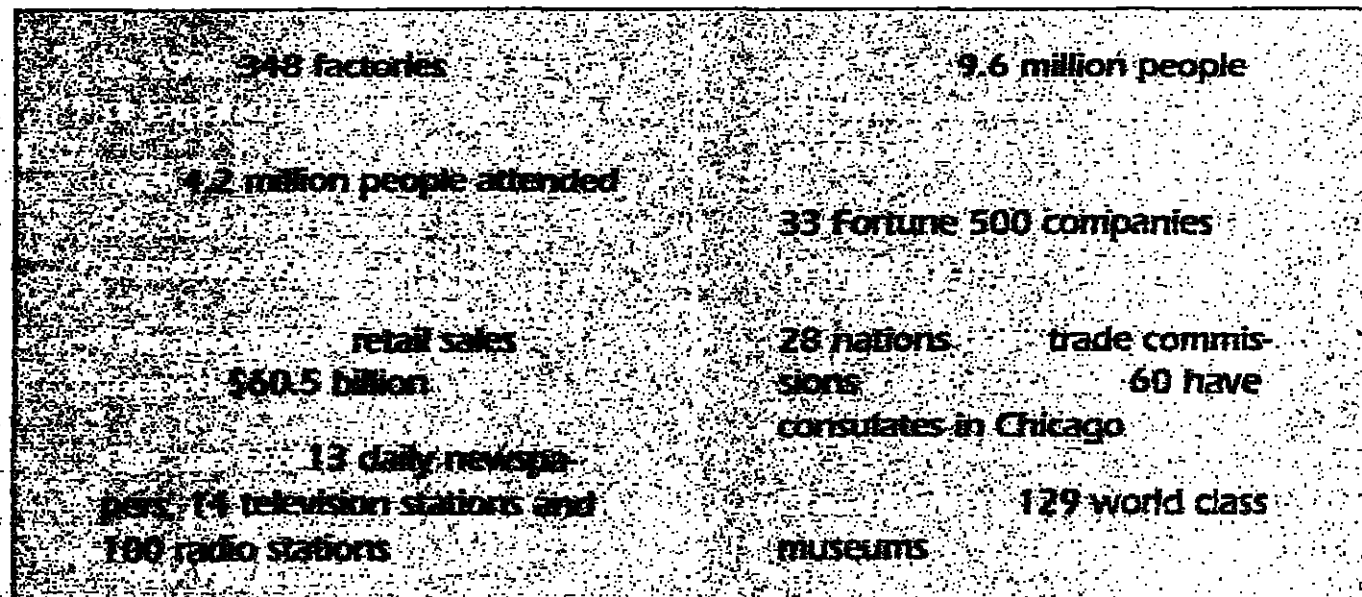 348 factories
4.2 million people attended
retail sales
$60.5 billion
13 daily newspa-
pers, 14 television stations and
100 radio stations
9.6 million people
33 Fortune 500 companies
28 nations trade commis-
sions 60 have
consulates in Chicago
129 world class
museums